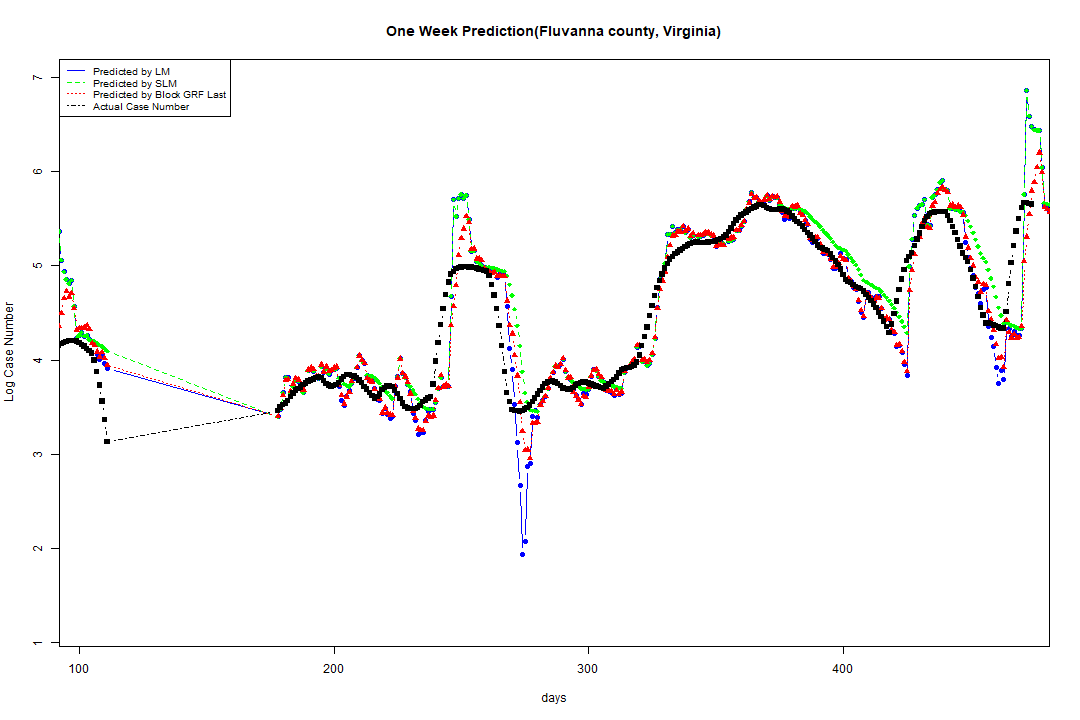 One Week Prediction(Fluvanna county, Virginia)
Predicted by LM
Predicted by SLM
Predicted by Block GRF Last
Actual Case Number
7
6
5
4
3
2
1
Log Case Number
100 200 300 400
days